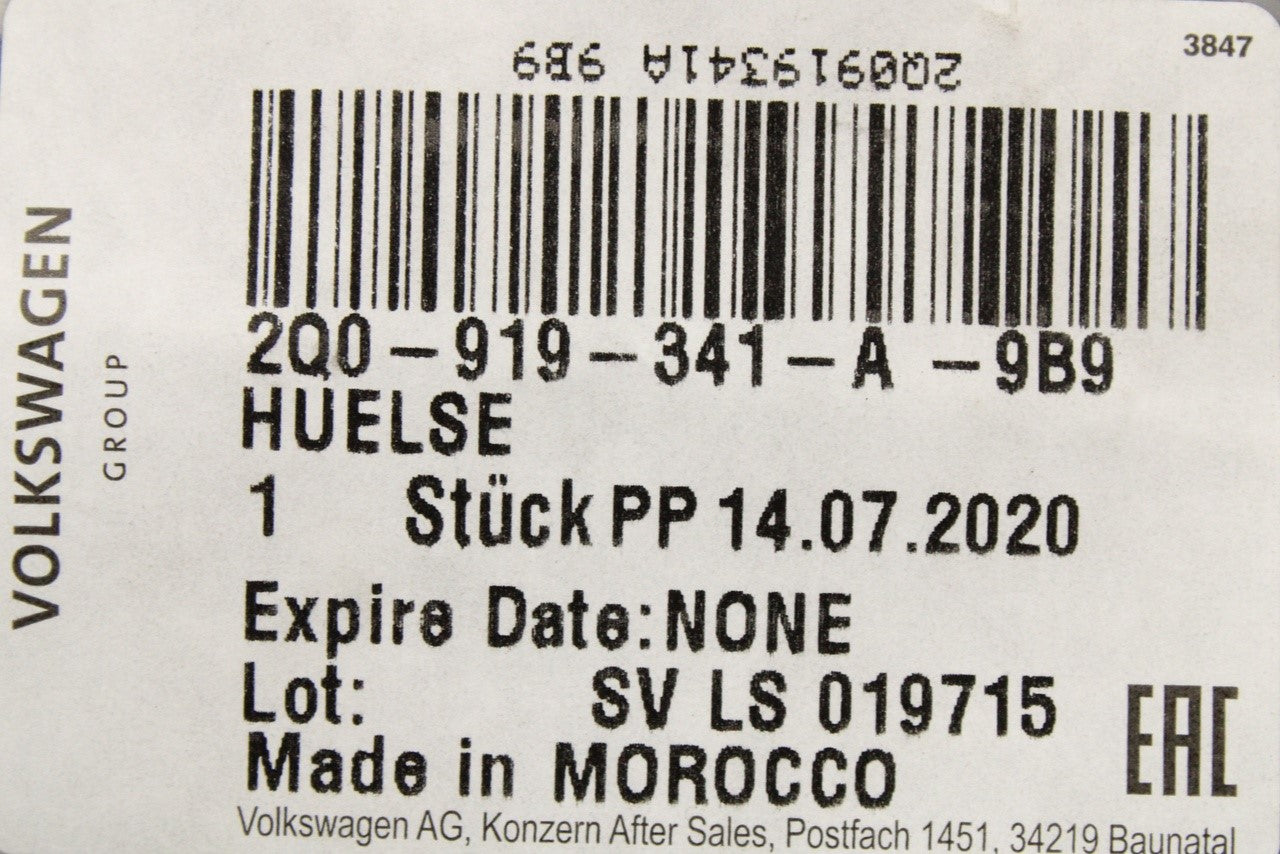 3847
2Q0919341A 9B9
VOLKSWAGEN
GROUP
2Q0-919-341-A -9B9
HUELSE
1 Stück PP 14.07.2020
Expire Date:NONE
Lot: SV LS 019715
Made in MOROCCO
EAC
Volkswagen AG, Konzern After Sales, Postfach 1451, 34219 Baunatal